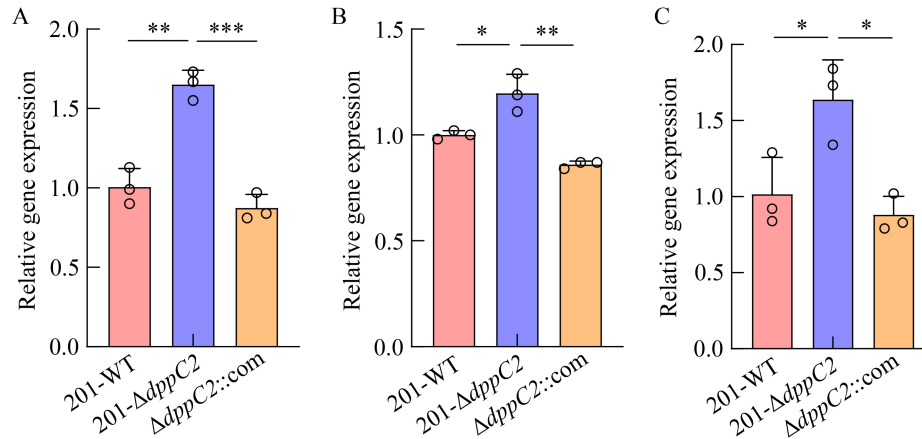 A
Relative gene expression
2.0
1.5
1.0
0.5
0.0
** ***
201-WT
201-ΔdppC2
ΔdppC2::com
B
Relative gene expression
1.5
1.0
0.5
0.0
* **
201-WT
201-ΔdppC2
ΔdppC2::com
C
Relative gene expression
2.0
1.5
1.0
0.5
0.0
* *
201-WT
201-ΔdppC2
ΔdppC2::com